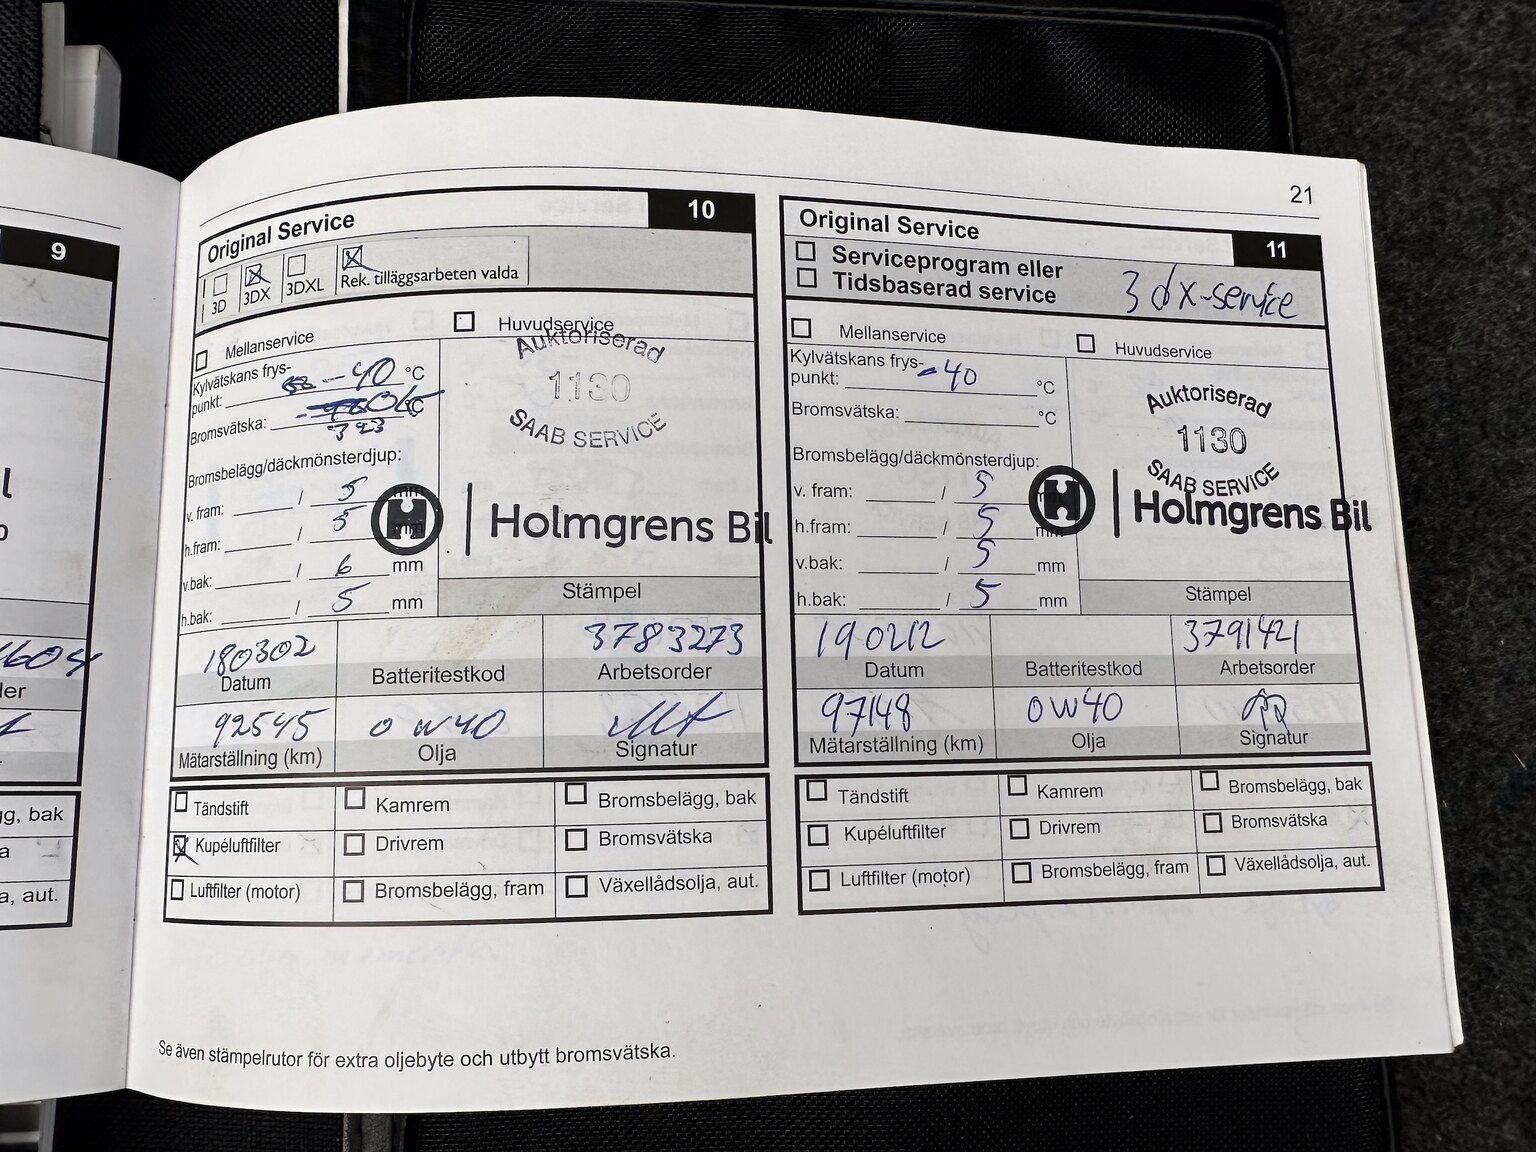 9
21
Original Service
10
3D
3DX
3DXL
Rek. tilläggsarbeten valda
Mellanservice
Huvudservice
Kylvätskans frys-
punkt: -40 °C
Bromsvätska: °C
Bromsbelägg/däckmönsterdjup:
v. fram: / 5 mm
h.fram: / 5 mm
v.bak: / 6 mm
h.bak: / 5 mm
Auktoriserad
1130
SAAB SERVICE
Holmgrens Bil
Stämpel
180302
3783273
Datum
Batteritestkod
Arbetsorder
92545
0W40
Mätarställning (km)
Olja
Signatur
Tändstift
Kamrem
Bromsbelägg, bak
Kupéluftfilter
Drivrem
Bromsvätska
Luftfilter (motor)
Bromsbelägg, fram
Växellådsolja, aut.
Original Service
11
Serviceprogram eller
Tidsbaserad service
3dx-service
Mellanservice
Huvudservice
Kylvätskans frys-
punkt: -40 °C
Bromsvätska: °C
Bromsbelägg/däckmönsterdjup:
v. fram: / 5 mm
h.fram: / 5 mm
v.bak: / 5 mm
h.bak: / 5 mm
Auktoriserad
1130
SAAB SERVICE
Holmgrens Bil
Stämpel
190212
3791421
Datum
Batteritestkod
Arbetsorder
97148
0W40
Mätarställning (km)
Olja
Signatur
Tändstift
Kamrem
Bromsbelägg, bak
Kupéluftfilter
Drivrem
Bromsvätska
Luftfilter (motor)
Bromsbelägg, fram
Växellådsolja, aut.
Se även stämpelrutor för extra oljebyte och utbytt bromsvätska.